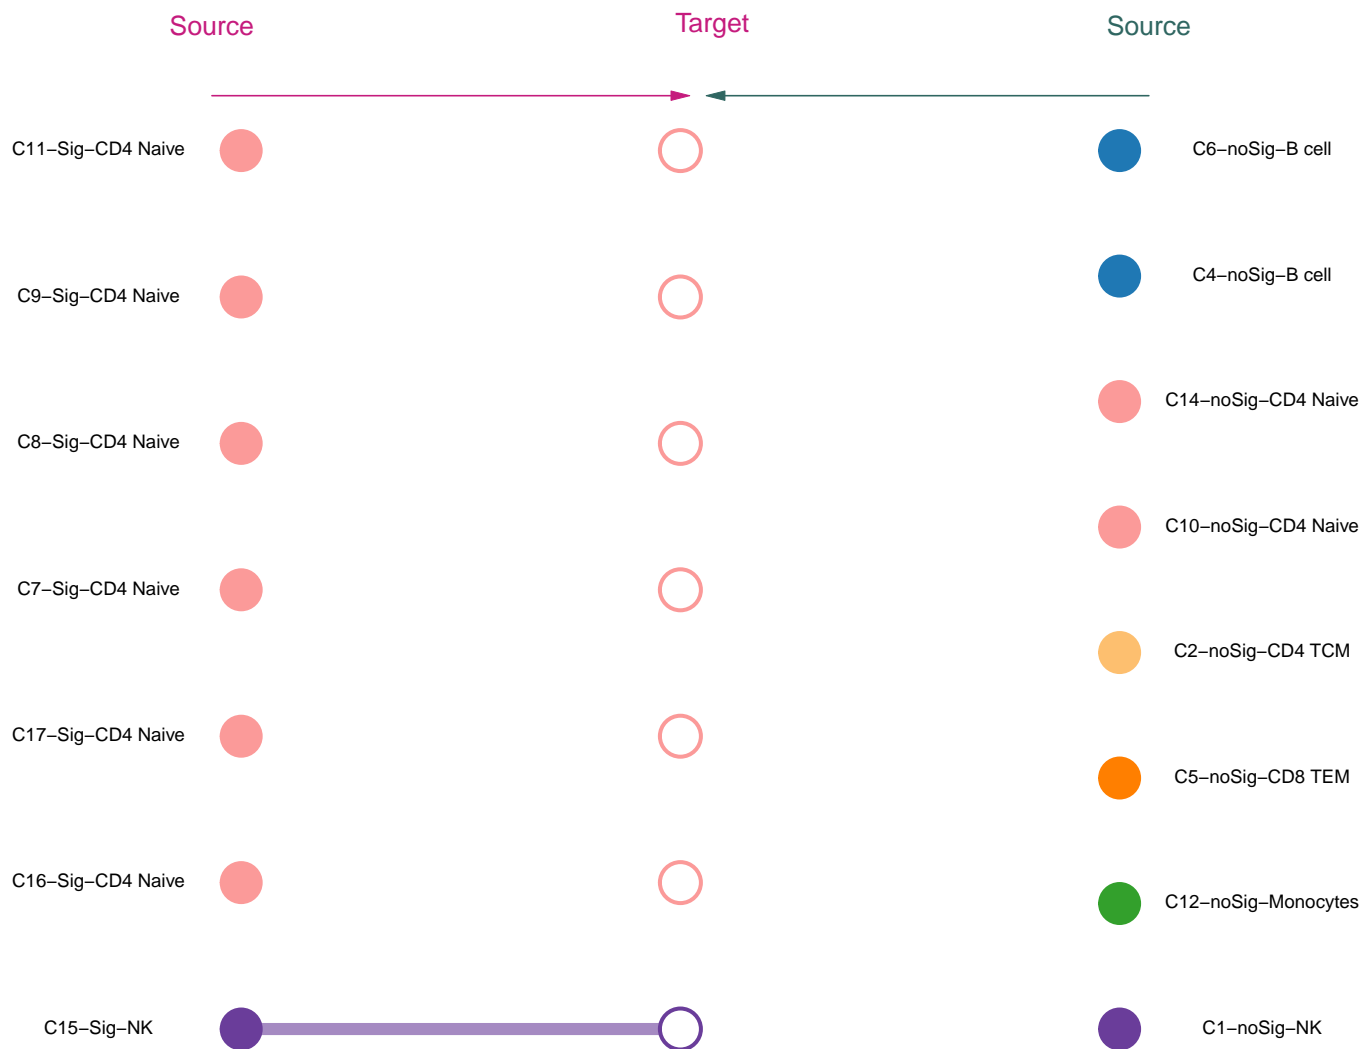 Source
Target
Source
C11−Sig−CD4 Naive
C6−noSig−B cell
C4−noSig−B cell
C9−Sig−CD4 Naive
C14−noSig−CD4 Naive
C8−Sig−CD4 Naive
C10−noSig−CD4 Naive
C7−Sig−CD4 Naive
C2−noSig−CD4 TCM
C17−Sig−CD4 Naive
C5−noSig−CD8 TEM
C16−Sig−CD4 Naive
C12−noSig−Monocytes
C15−Sig−NK
C1−noSig−NK